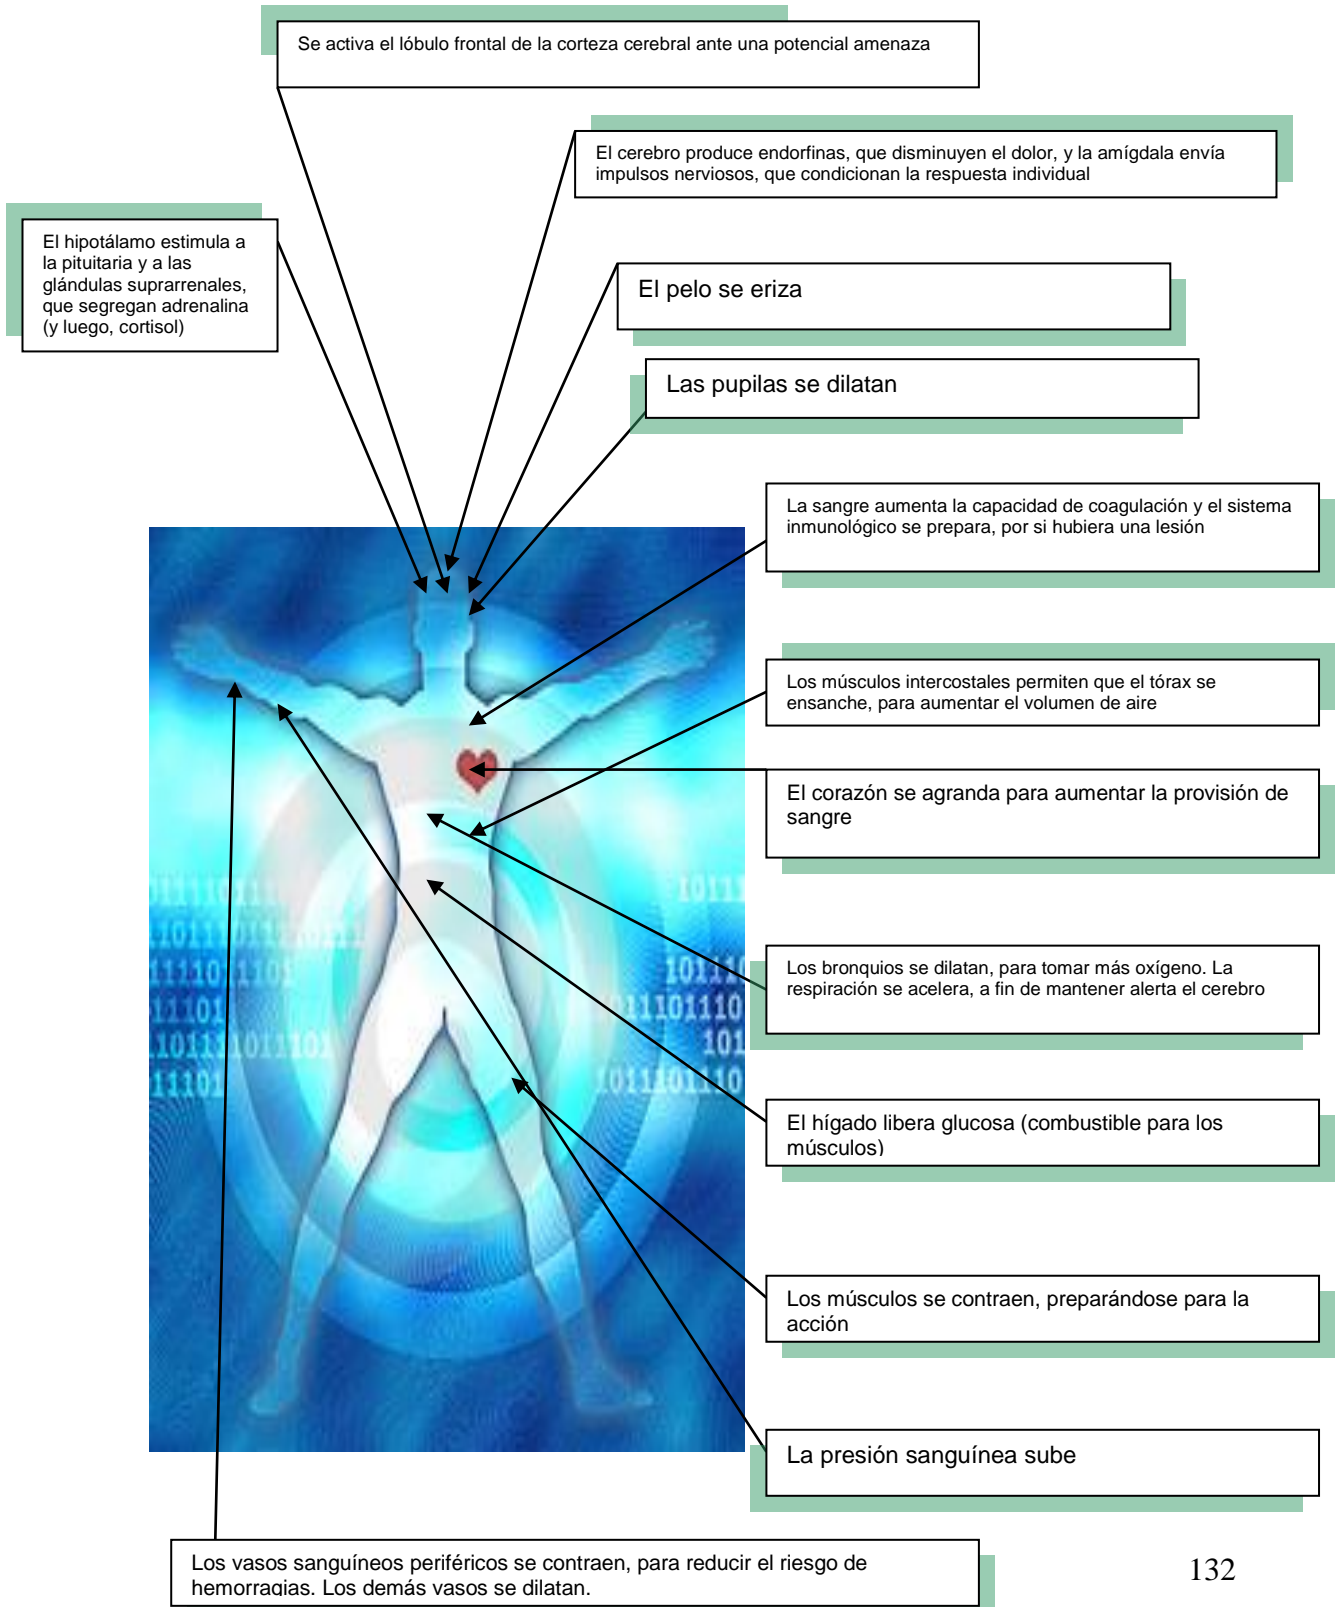 Se activa el lóbulo frontal de la corteza cerebral ante una potencial amenaza
El cerebro produce endorfinas, que disminuyen el dolor, y la amígdala envía
impulsos nerviosos, que condicionan la respuesta individual
El hipotálamo estimula a
la pituitaria y a las
glándulas suprarrenales,
que segregan adrenalina
(y luego, cortisol)
El pelo se eriza
Las pupilas se dilatan
La sangre aumenta la capacidad de coagulación y el sistema
inmunológico se prepara, por si hubiera una lesión
Los músculos intercostales permiten que el tórax se
ensanche, para aumentar el volumen de aire
El corazón se agranda para aumentar la provisión de
sangre
Los bronquios se dilatan, para tomar más oxígeno. La
respiración se acelera, a fin de mantener alerta el cerebro
El hígado libera glucosa (combustible para los
músculos)
Los músculos se contraen, preparándose para la
acción
La presión sanguínea sube
Los vasos sanguíneos periféricos se contraen, para reducir el riesgo de
hemorragias. Los demás vasos se dilatan.
132